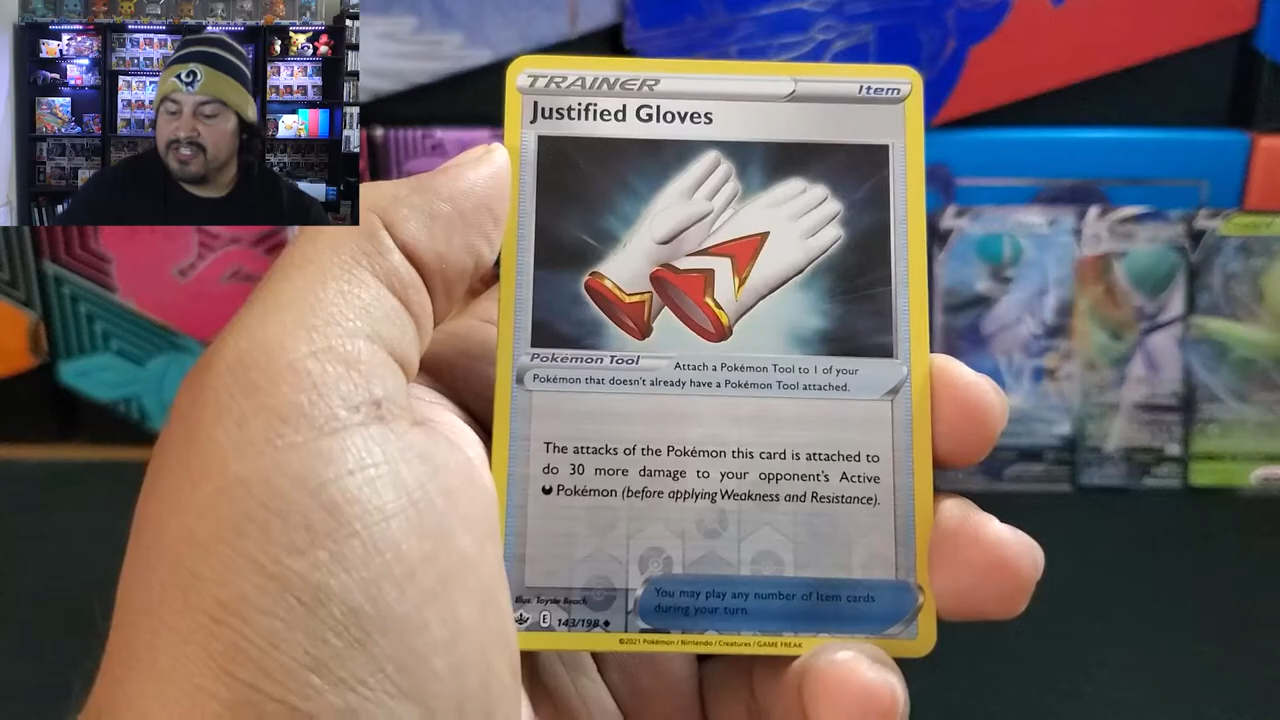 TRAINER
Item
Justified Gloves
Pokémon Tool
Attach a Pokémon Tool to 1 of your
Pokémon that doesn't already have a Pokémon Tool attached.
The attacks of the Pokémon this card is attached to
do 30 more damage to your opponent's Active
Pokémon (before applying Weakness and Resistance).
You may play any number of Item cards
during your turn.
Illus. Toyste Beach
E 143/198
©2021 Pokémon / Nintendo / Creatures / GAME FREAK